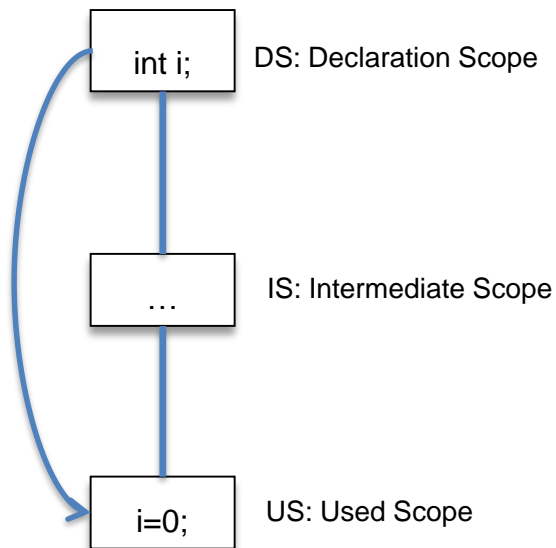 int i; DS: Declaration Scope
... IS: Intermediate Scope
i=0; US: Used Scope